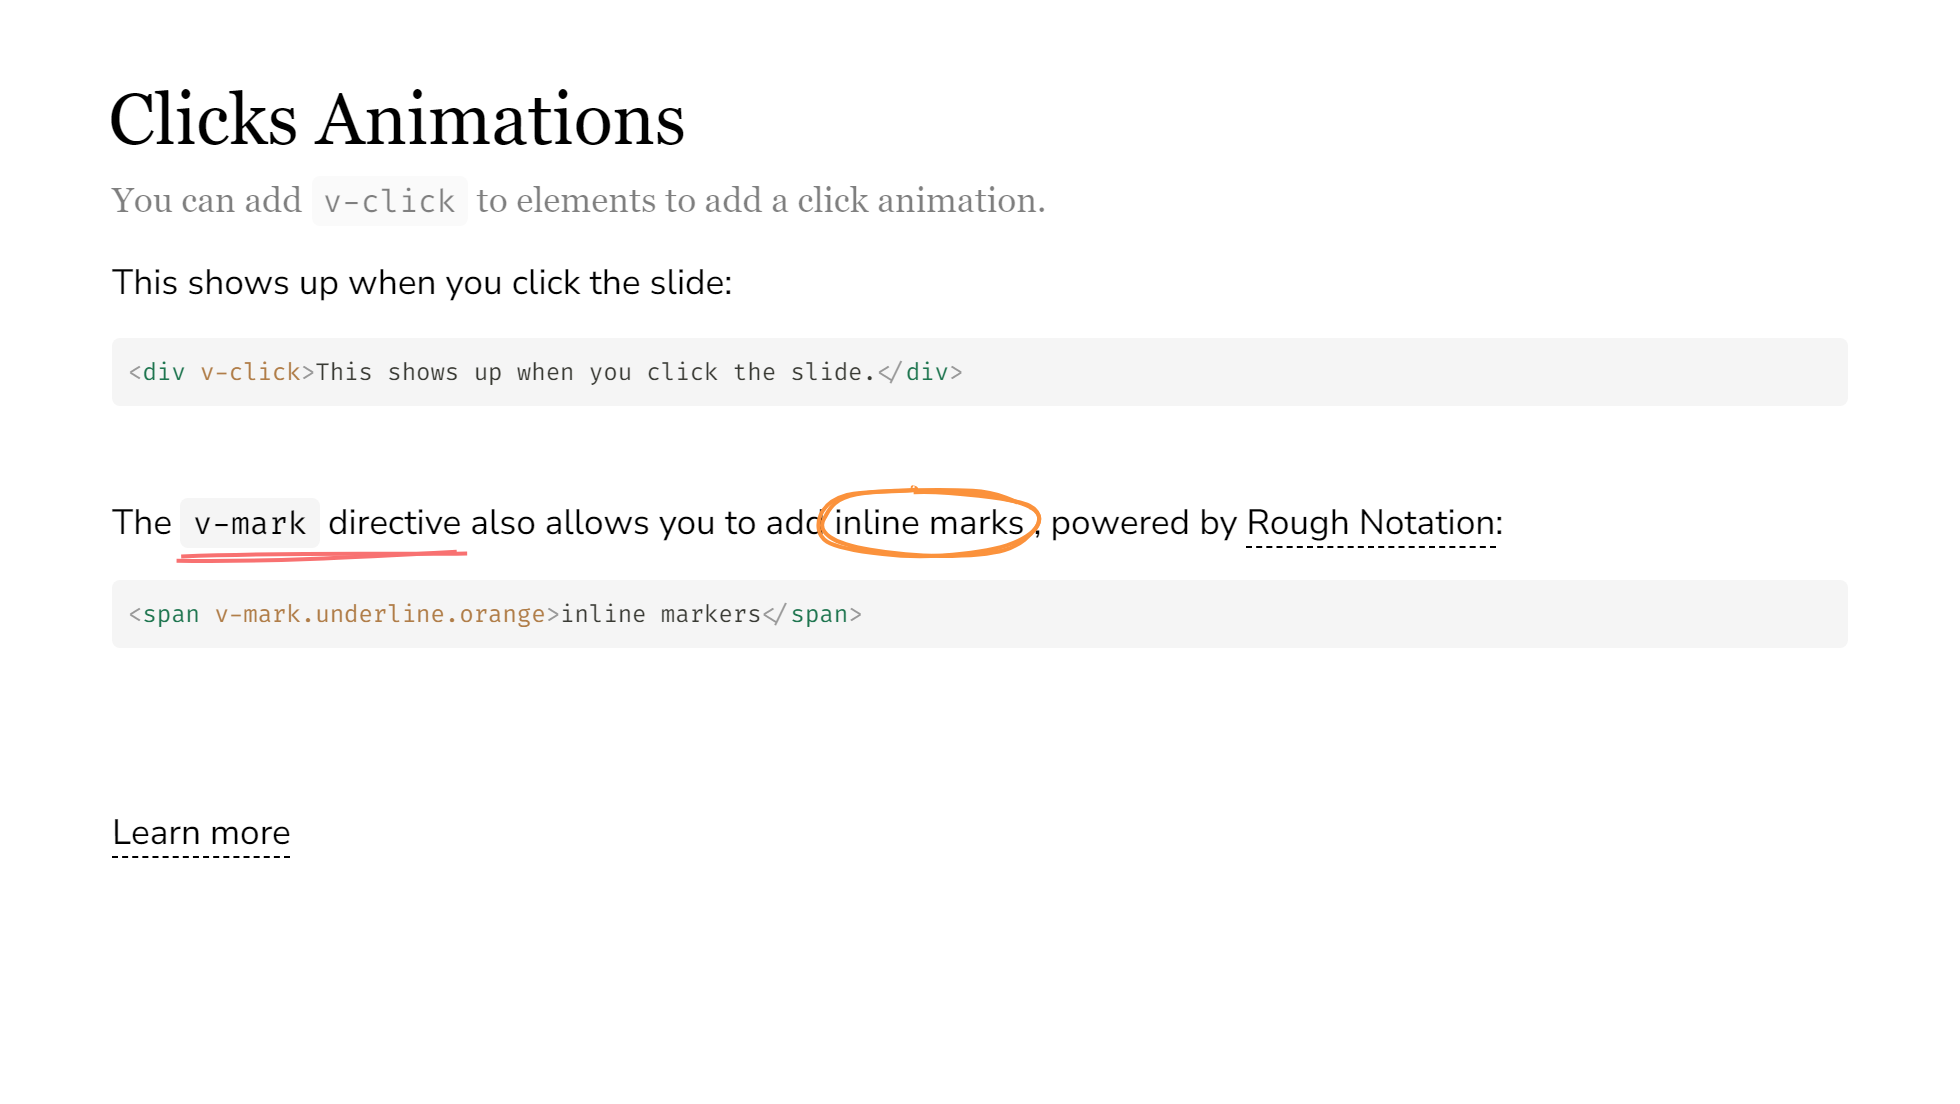 Clicks Animations
You can add v-click to elements to add a click animation.
This shows up when you click the slide:
<div v-click>This shows up when you click the slide.</div>
The v-mark directive also allows you to add inline marks , powered by Rough Notation:
<span v-mark.underline.orange>inline markers</span>
Learn more